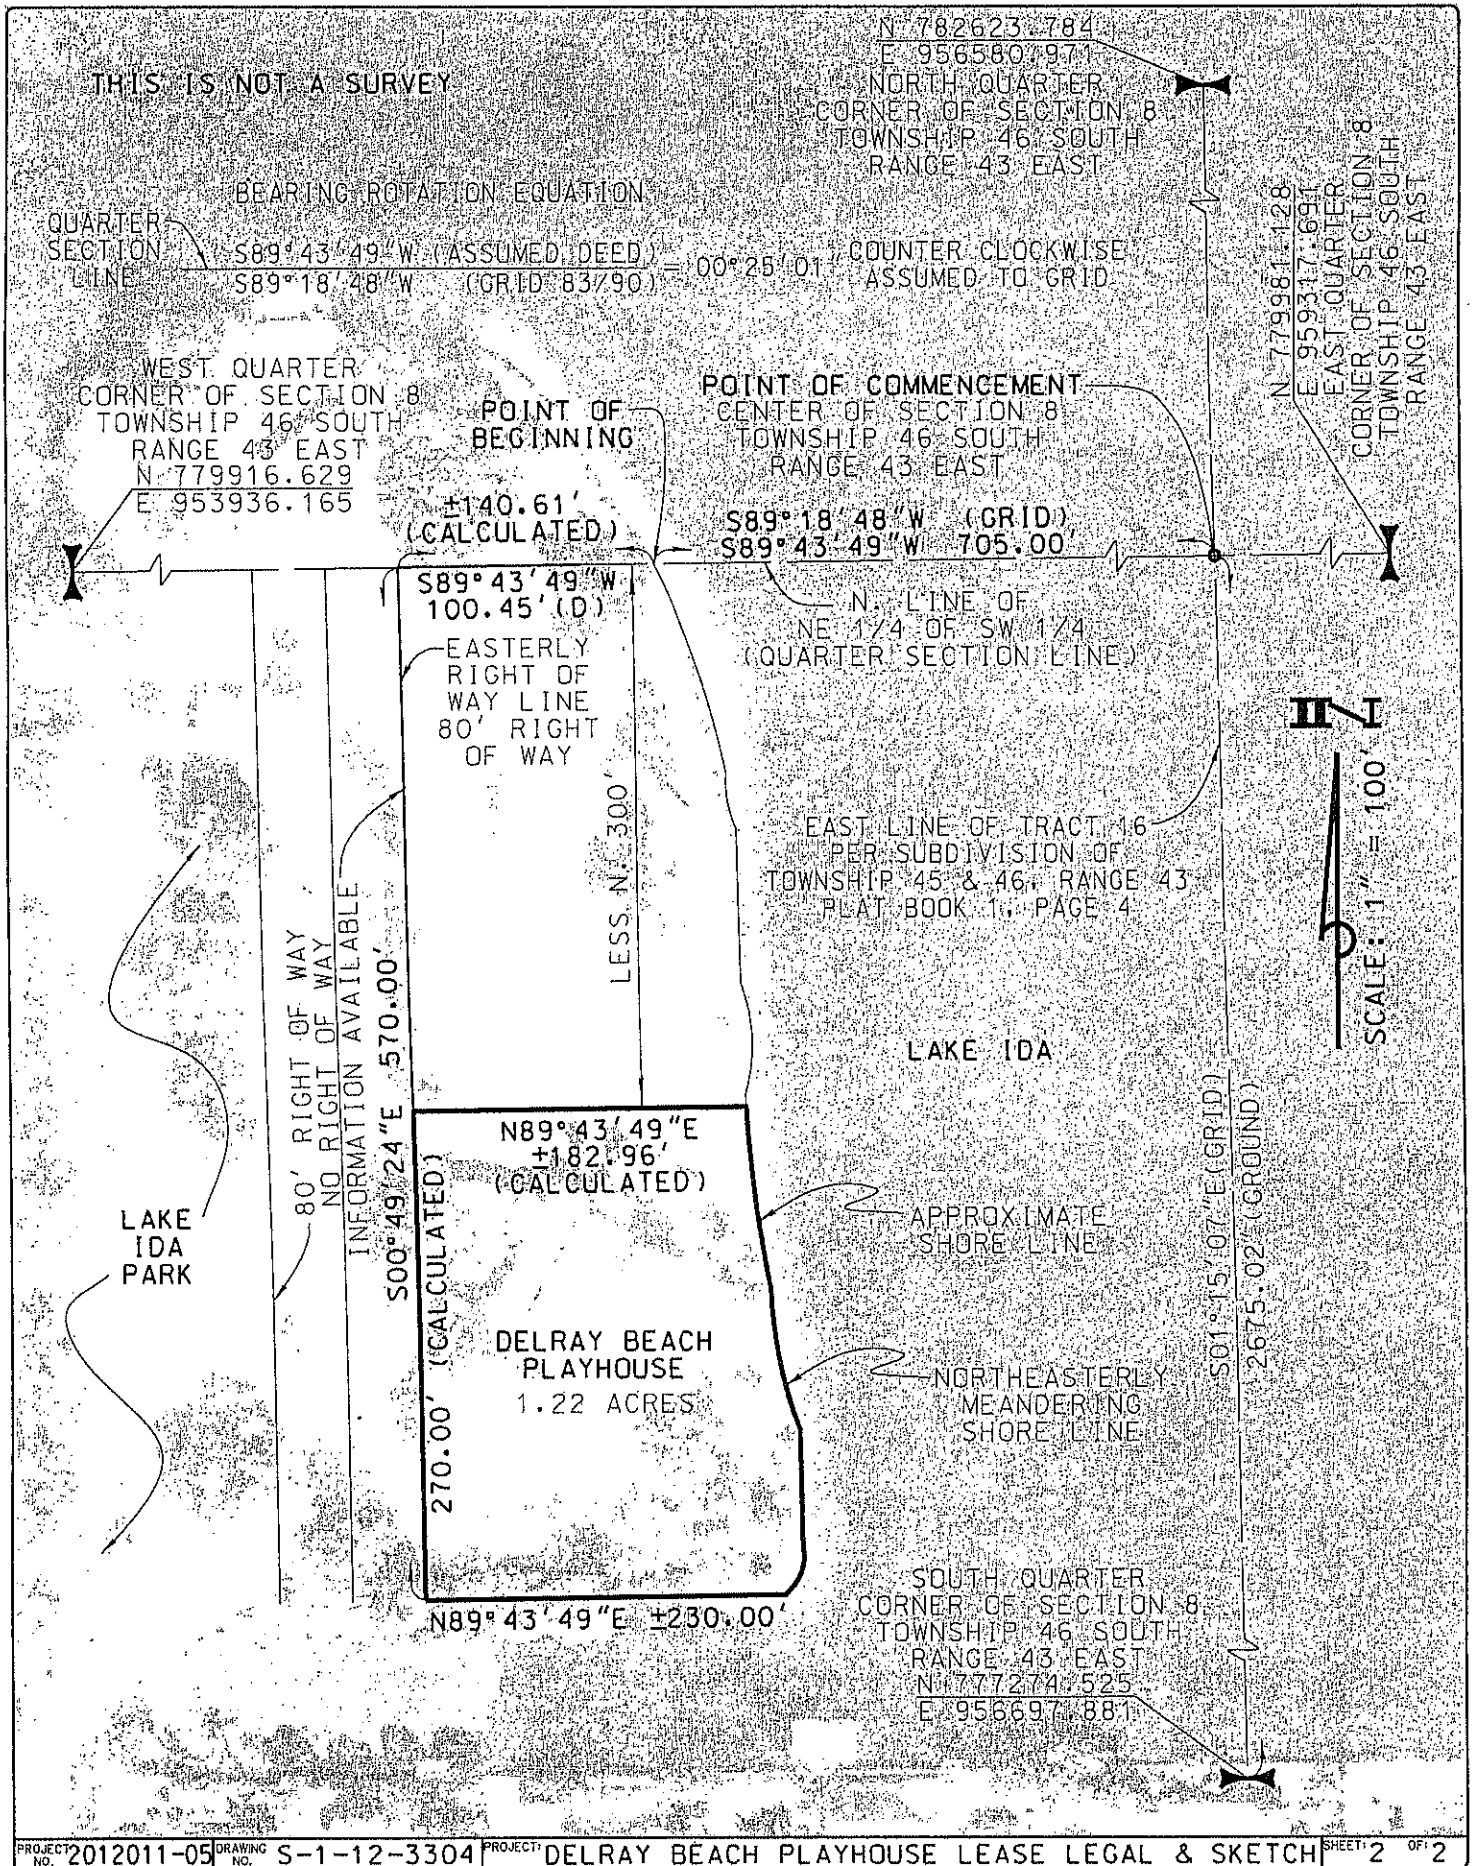 THIS IS NOT A SURVEY
N 782623.784
E 956580.971
NORTH QUARTER
CORNER OF SECTION 8
TOWNSHIP 46 SOUTH
RANGE 43 EAST
N 779981.128
E 959317.691
EAST QUARTER
CORNER OF SECTION 8
TOWNSHIP 46 SOUTH
RANGE 43 EAST
BEARING ROTATION EQUATION
QUARTER
SECTION
LINE
S89°43'49"W (ASSUMED DEED)
S89°18'48"W (GRID 83/90)
= 00°25'01"
COUNTER CLOCKWISE
ASSUMED TO GRID
WEST QUARTER
CORNER OF SECTION 8
TOWNSHIP 46 SOUTH
RANGE 43 EAST
N 779916.629
E 953936.165
POINT OF
BEGINNING
POINT OF COMMENCEMENT
CENTER OF SECTION 8
TOWNSHIP 46 SOUTH
RANGE 43 EAST
±140.61'
(CALCULATED)
S89°18'48"W (GRID)
S89°43'49"W 705.00'
S89°43'49"W
100.45'(D)
N. LINE OF
NE 1/4 OF SW 1/4
(QUARTER SECTION LINE)
EASTERLY
RIGHT OF
WAY LINE
80' RIGHT
OF WAY
LESS N. 300'
EAST LINE OF TRACT 16
PER SUBDIVISION OF
TOWNSHIP 45 & 46, RANGE 43
PLAT BOOK 1, PAGE 4
SCALE: 1" = 100'
80' RIGHT OF WAY
NO RIGHT OF WAY
INFORMATION AVAILABLE
S00°49'24"E 570.00'
270.00' (CALCULATED)
LAKE IDA
N89°43'49"E
±182.96'
(CALCULATED)
S01°15'07"E(GRID)
2675.02'(GROUND)
LAKE
IDA
PARK
APPROXIMATE
SHORE LINE
DELRAY BEACH
PLAYHOUSE
1.22 ACRES
NORTHEASTERLY
MEANDERING
SHORE LINE
N89°43'49"E ±230.00'
SOUTH QUARTER
CORNER OF SECTION 8
TOWNSHIP 46 SOUTH
RANGE 43 EAST
N 777274.525
E 956697.881
PROJECT NO. 2012011-05 DRAWING NO. S-1-12-3304 PROJECT: DELRAY BEACH PLAYHOUSE LEASE LEGAL & SKETCH SHEET: 2 OF: 2